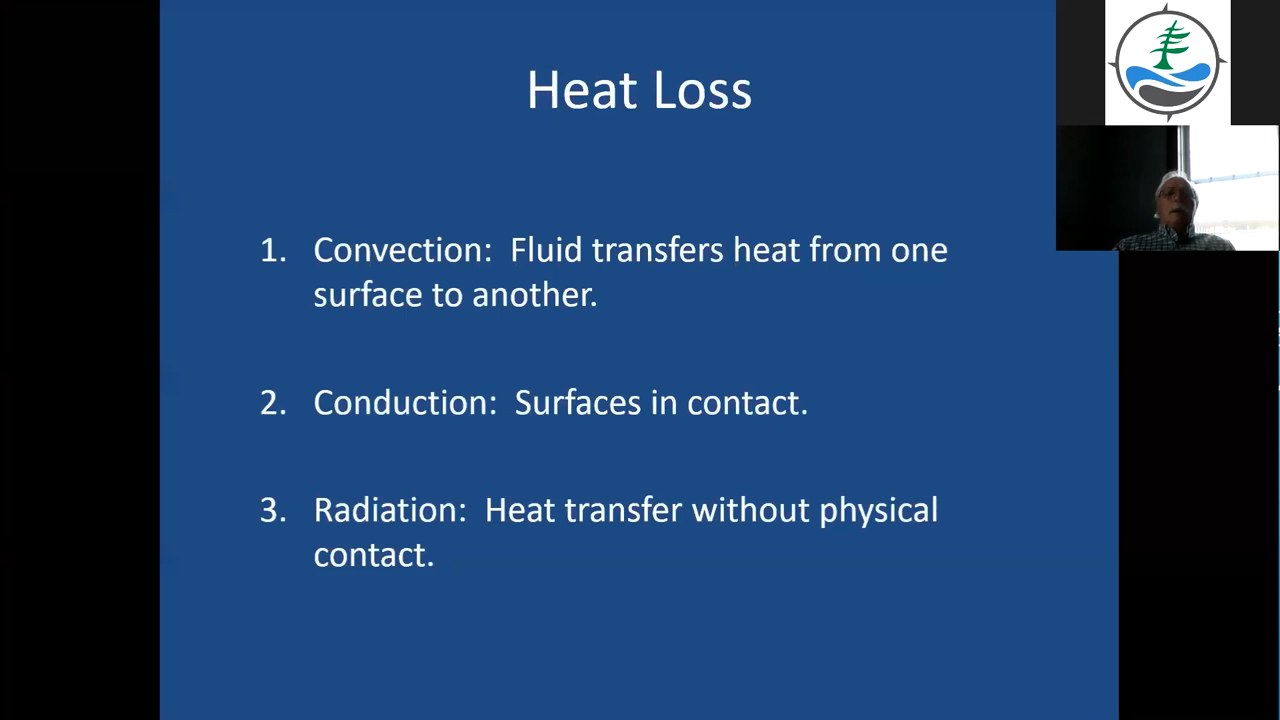 Heat Loss
1. Convection: Fluid transfers heat from one
surface to another.
2. Conduction: Surfaces in contact.
3. Radiation: Heat transfer without physical
contact.